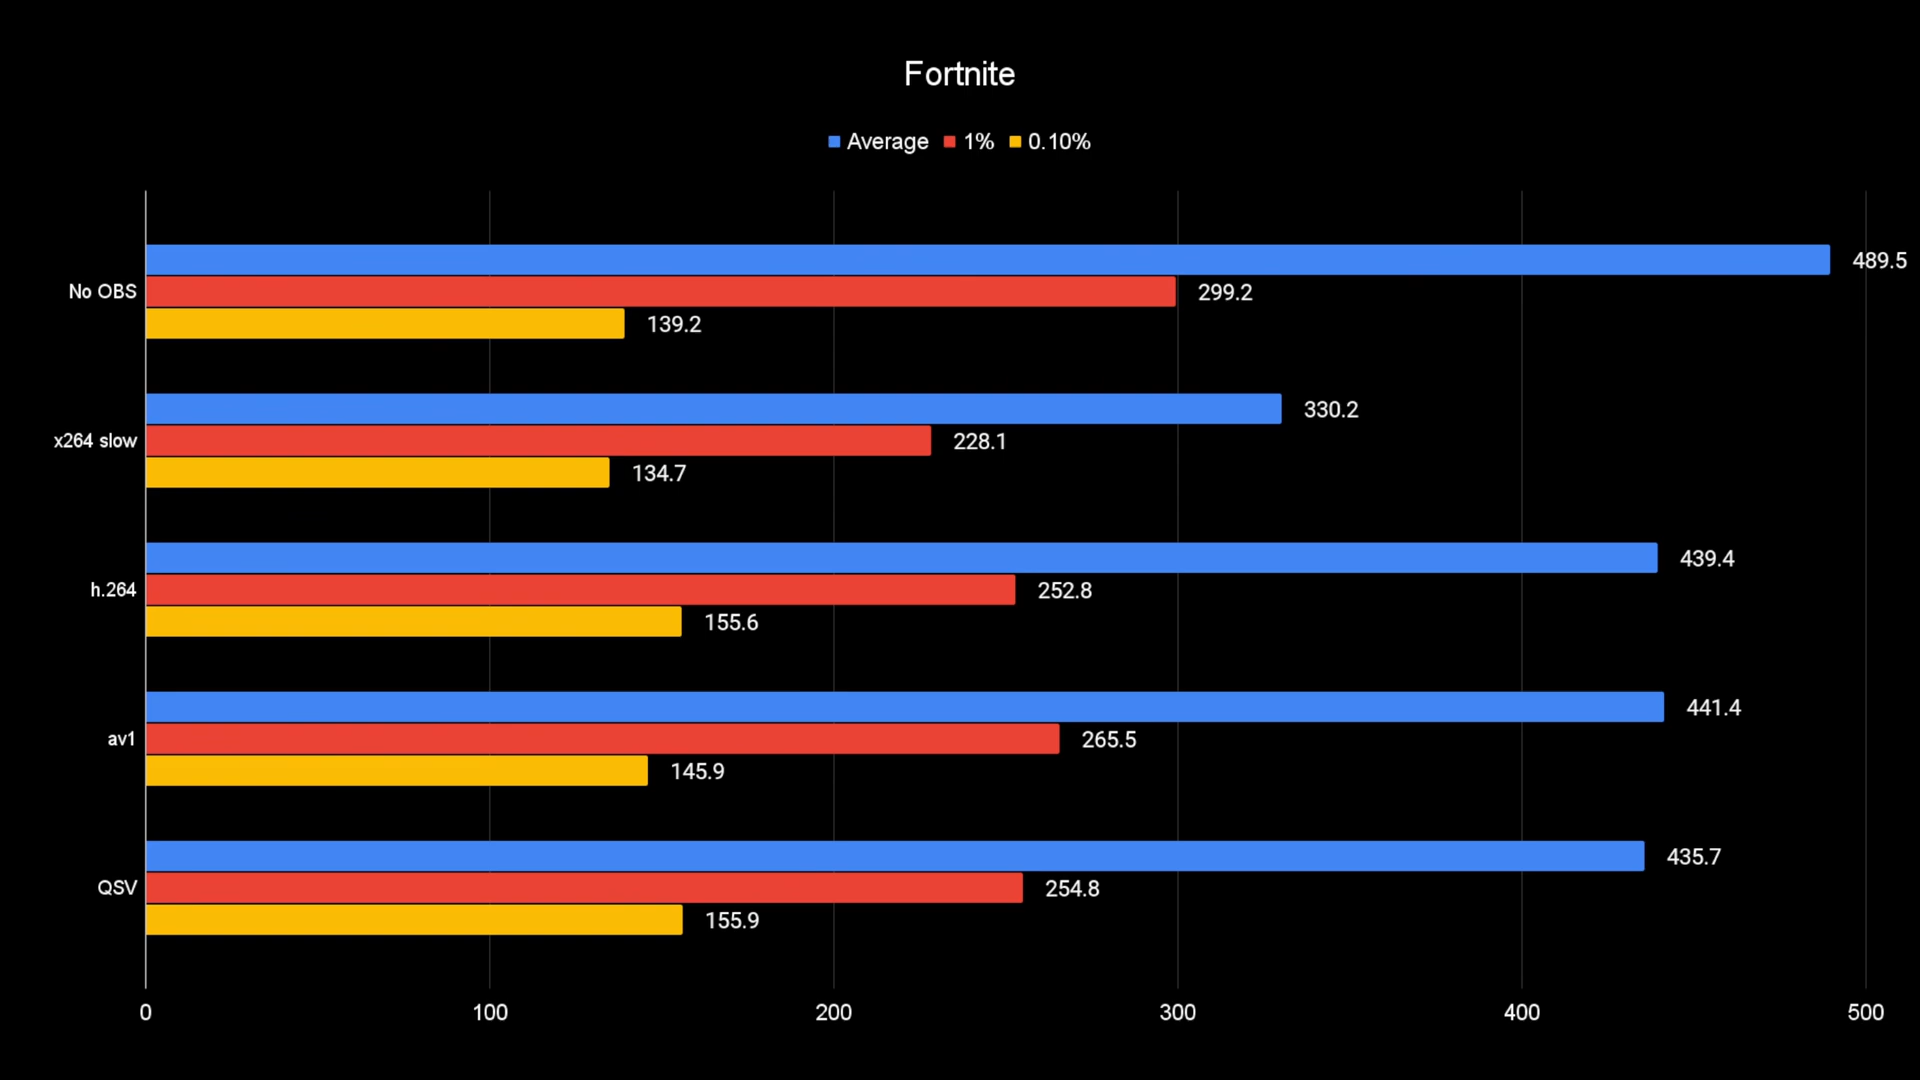 Fortnite
Average 1% 0.10%
No OBS
489.5
299.2
139.2
x264 slow
330.2
228.1
134.7
h.264
439.4
252.8
155.6
av1
441.4
265.5
145.9
QSV
435.7
254.8
155.9
0 100 200 300 400 500